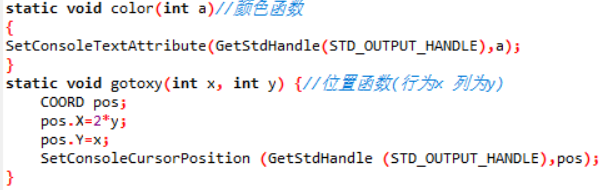 static void color(int a)//颜色函数
{
SetConsoleTextAttribute(GetStdHandle(STD_OUTPUT_HANDLE),a);
}
static void gotoxy(int x, int y) {//位置函数(行为x 列为y)
    COORD pos;
    pos.X=2*y;
    pos.Y=x;
    SetConsoleCursorPosition (GetStdHandle (STD_OUTPUT_HANDLE),pos);
}